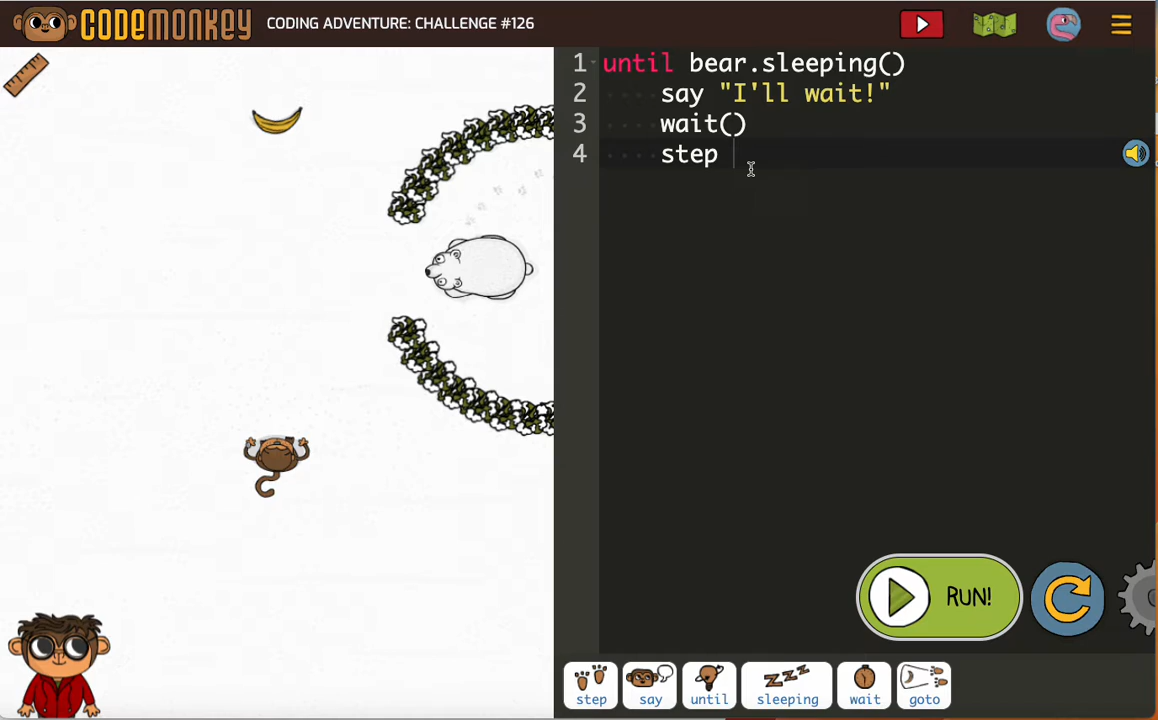 CODEMONKEY CODING ADVENTURE: CHALLENGE #126
1 until bear.sleeping()
2 say "I'll wait!"
3 wait()
4 step
RUN!
step say until sleeping wait goto